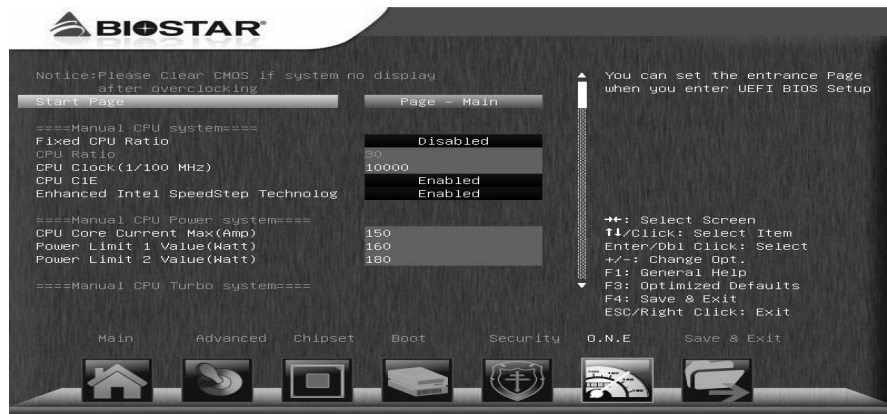 BIOSTAR
Notice:Please Clear CMOS if system no display
after overclocking
Start Page Page - Main
====Manual CPU system====
Fixed CPU Ratio Disabled
CPU Ratio 30
CPU Clock(1/100 MHz) 10000
CPU C1E Enabled
Enhanced Intel SpeedStep Technolog Enabled
====Manual CPU Power system====
CPU Core Current Max(Amp) 150
Power Limit 1 Value(Watt) 160
Power Limit 2 Value(Watt) 180
====Manual CPU Turbo system====
You can set the entrance Page
when you enter UEFI BIOS Setup
→←: Select Screen
↑↓/Click: Select Item
Enter/Dbl Click: Select
+/-: Change Opt.
F1: General Help
F3: Optimized Defaults
F4: Save & Exit
ESC/Right Click: Exit
Main Advanced Chipset Boot Security O.N.E Save & Exit